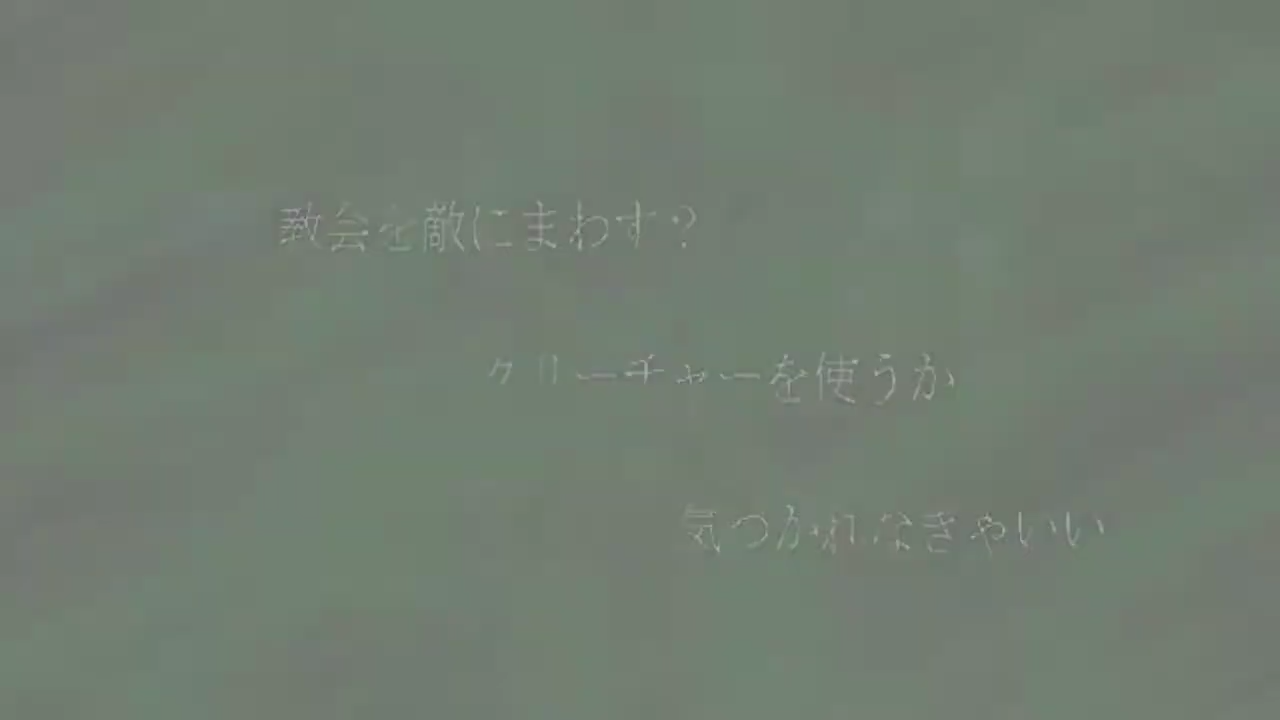 教会を敵にまわす？
クリーチャーを使うか
気づかれなきゃいい